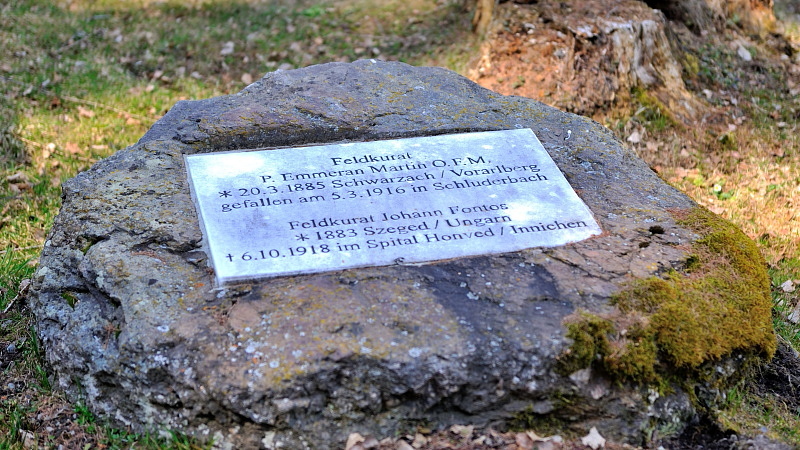 Feldkurat
P. Emmeran Martin O.F.M.
* 20.3.1885 Schwarzach / Vorarlberg
gefallen am 5.3.1916 in Schluderbach
Feldkurat Johann Fontos
* 1883 Szeged / Ungarn
† 6.10.1918 im Spital Honved / Innichen